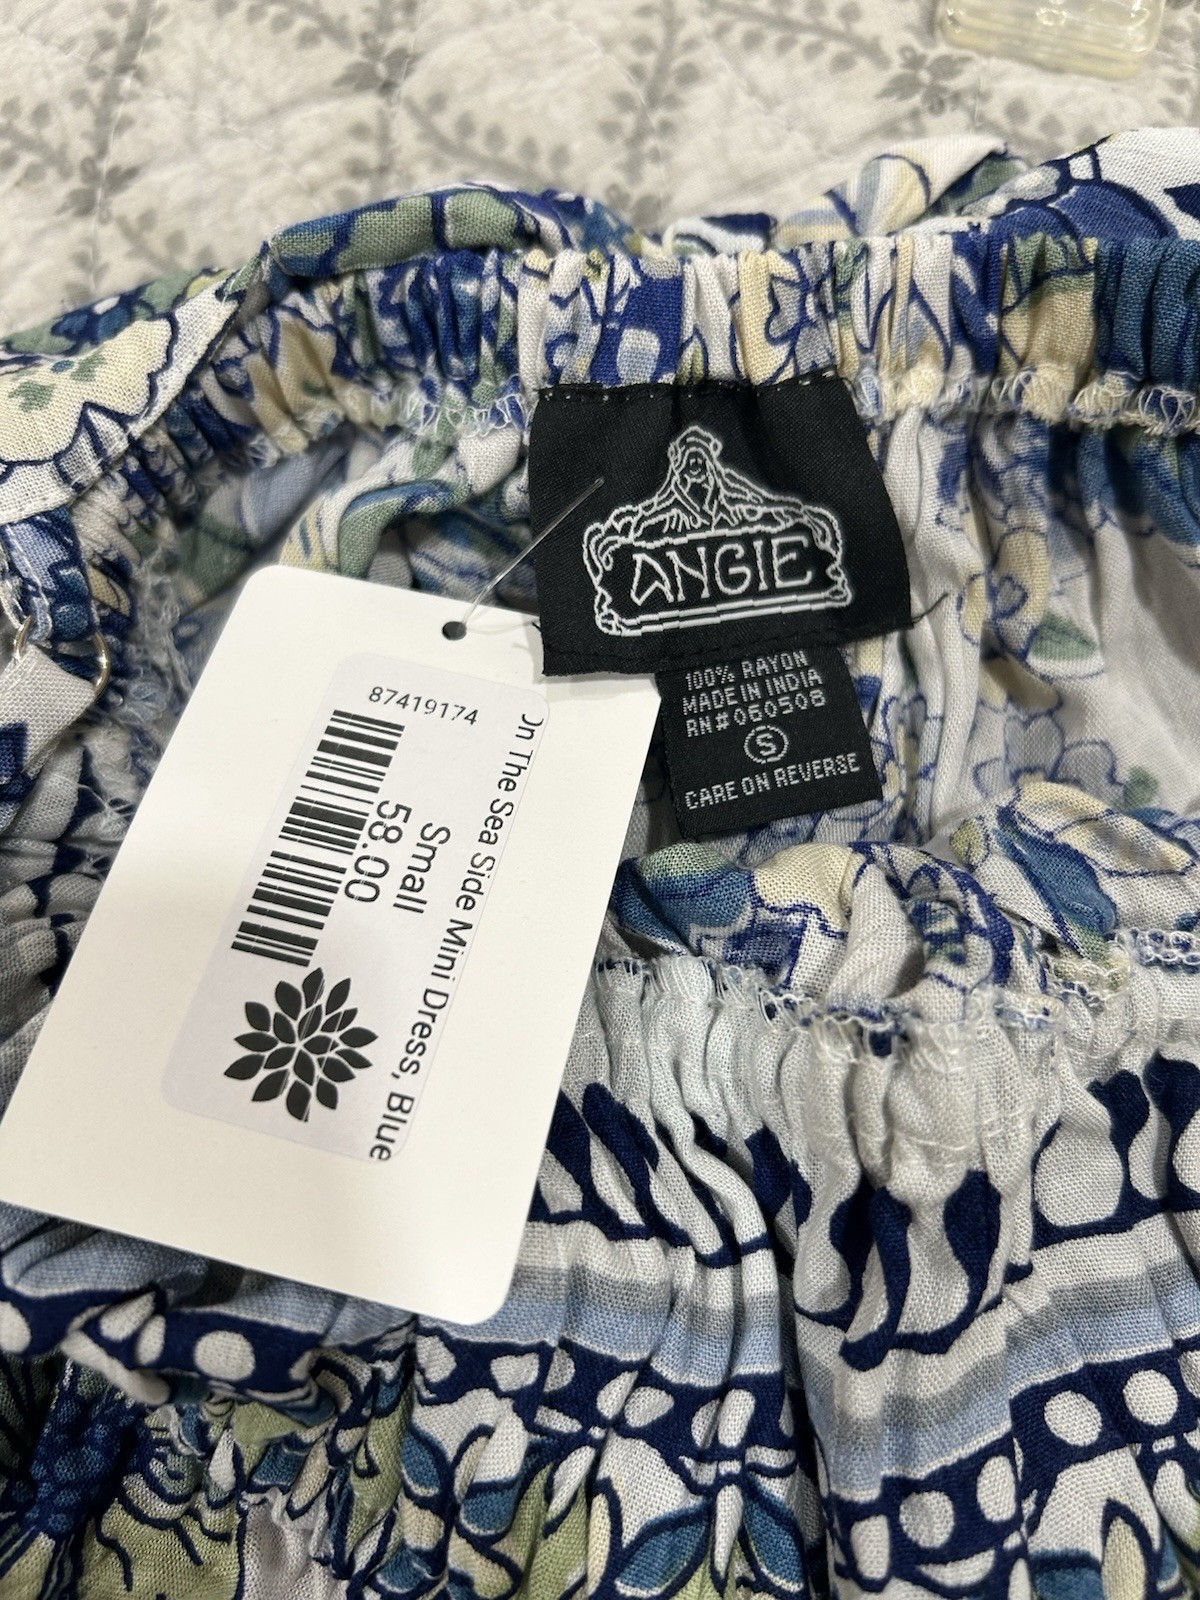 ANGIE
100% RAYON
MADE IN INDIA
RN#060508
S
CARE ON REVERSE
87419174
On The Sea Side Mini Dress, Blue
Small
58.00